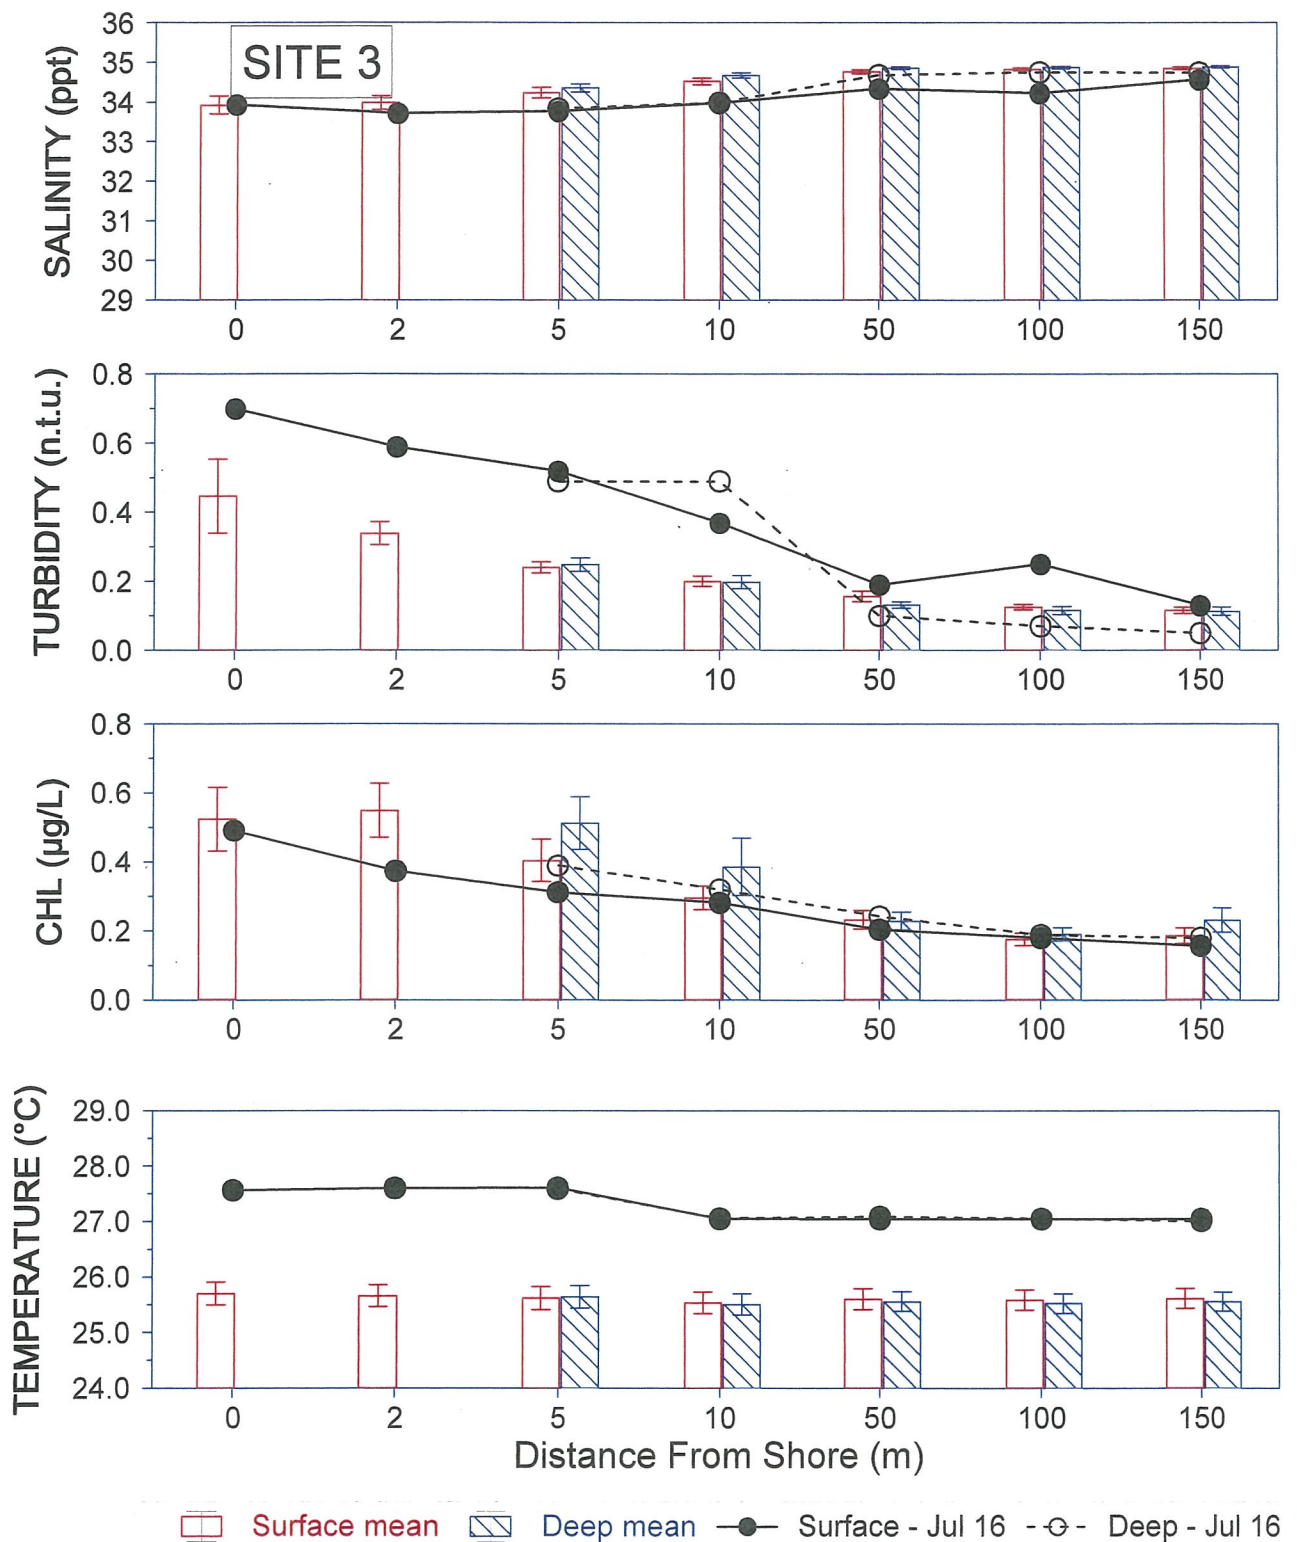 SITE 3
SALINITY (ppt)
36
35
34
33
32
31
30
29
0 2 5 10 50 100 150
TURBIDITY (n.t.u.)
0.8
0.6
0.4
0.2
0.0
0 2 5 10 50 100 150
CHL (µg/L)
0.8
0.6
0.4
0.2
0.0
0 2 5 10 50 100 150
TEMPERATURE (°C)
29.0
28.0
27.0
26.0
25.0
24.0
0 2 5 10 50 100 150
Distance From Shore (m)
Surface mean Deep mean Surface - Jul 16 Deep - Jul 16